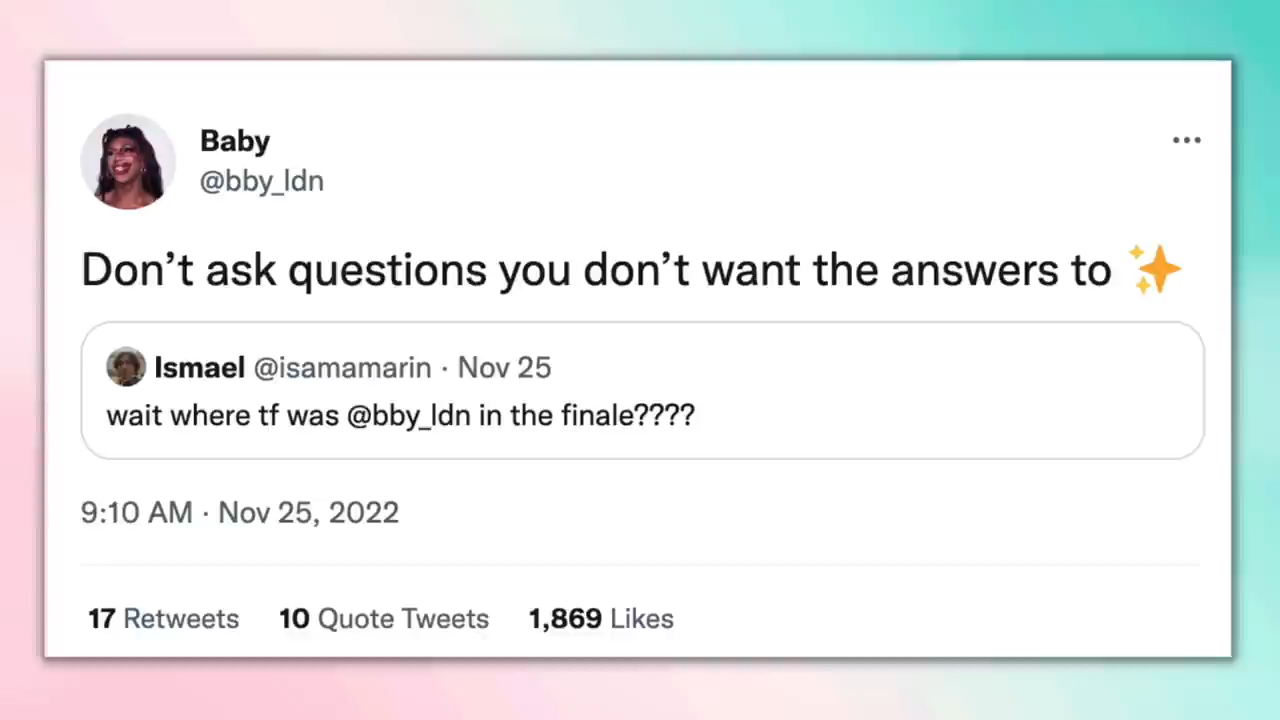 Baby
@bby_ldn
Don’t ask questions you don’t want the answers to ✨
Ismael @isamamarin · Nov 25
wait where tf was @bby_ldn in the finale????
9:10 AM · Nov 25, 2022
17 Retweets 10 Quote Tweets 1,869 Likes